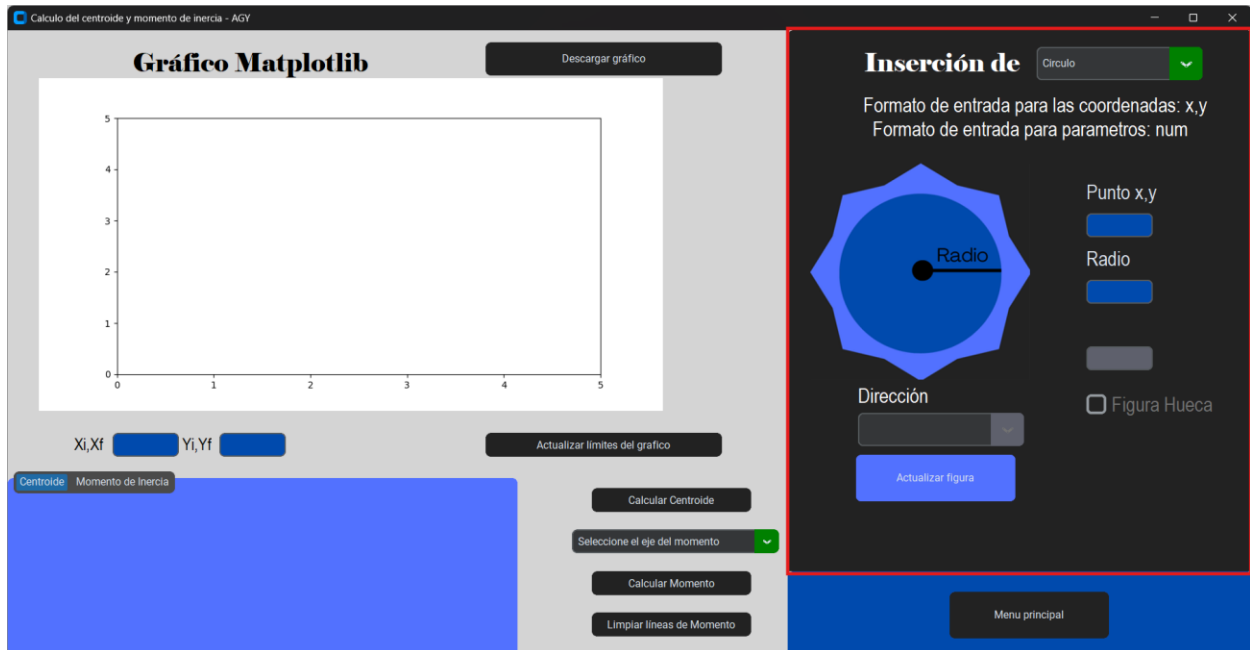 Calculo del centroide y momento de inercia - AGY
Gráfico Matplotlib
Descargar gráfico
5
4
3
2
1
0
0 1 2 3 4 5
Xi,Xf Yi,Yf
Actualizar límites del grafico
Centroide Momento de Inercia
Calcular Centroide
Seleccione el eje del momento
Calcular Momento
Limpiar líneas de Momento
Inserción de Circulo
Formato de entrada para las coordenadas: x,y
Formato de entrada para parametros: num
Radio
Punto x,y
Radio
Dirección
Figura Hueca
Actualizar figura
Menu principal